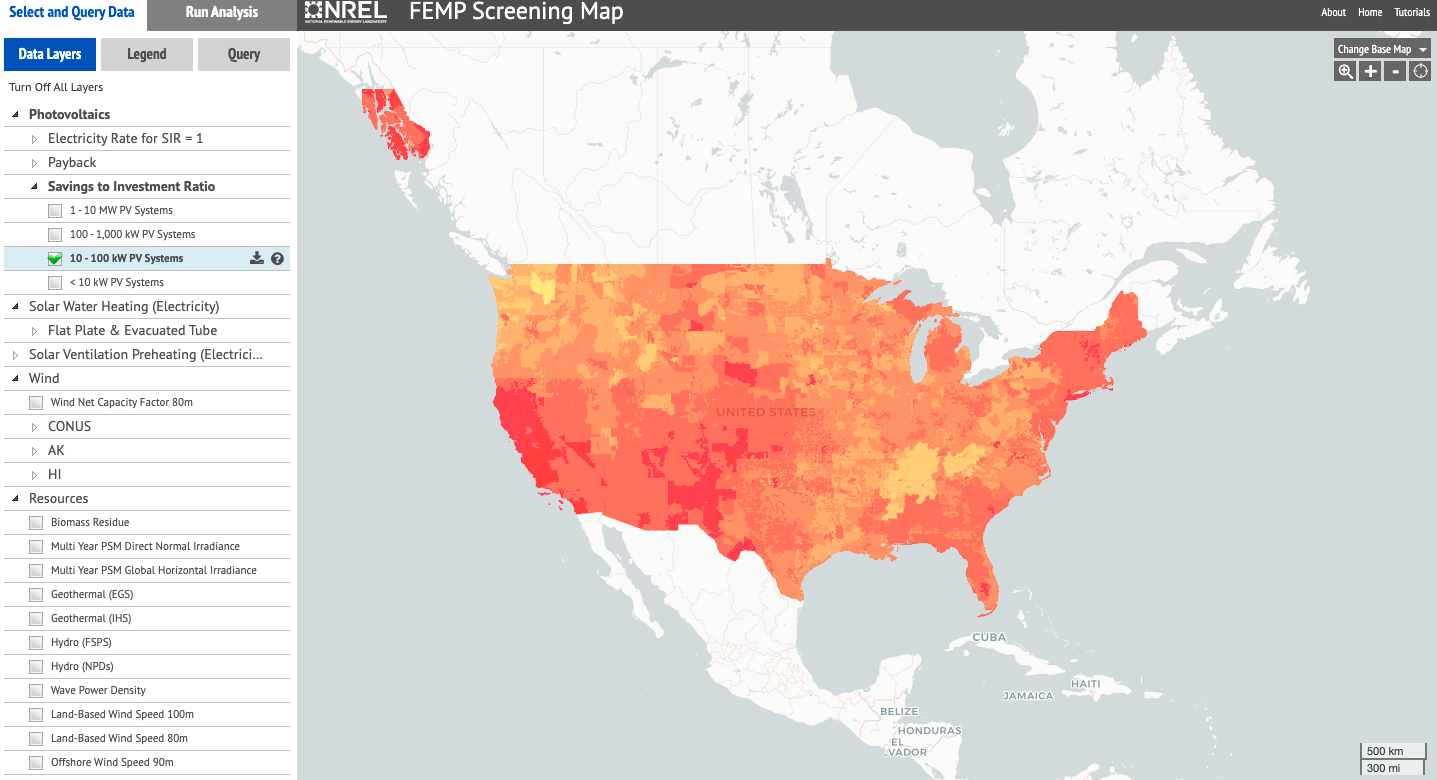 Select and Query Data
Run Analysis
NREL
NATIONAL RENEWABLE ENERGY LABORATORY
FEMP Screening Map
About
Home
Tutorials
Data Layers
Legend
Query
Change Base Map
+
-
Turn Off All Layers
Photovoltaics
Electricity Rate for SIR = 1
Payback
Savings to Investment Ratio
1 - 10 MW PV Systems
100 - 1,000 kW PV Systems
10 - 100 kW PV Systems
?
< 10 kW PV Systems
Solar Water Heating (Electricity)
Flat Plate & Evacuated Tube
Solar Ventilation Preheating (Electrici...
Wind
Wind Net Capacity Factor 80m
CONUS
AK
HI
Resources
Biomass Residue
Multi Year PSM Direct Normal Irradiance
Multi Year PSM Global Horizontal Irradiance
Geothermal (EGS)
Geothermal (IHS)
Hydro (FSPS)
Hydro (NPDs)
Wave Power Density
Land-Based Wind Speed 100m
Land-Based Wind Speed 80m
Offshore Wind Speed 90m
UNITED STATES
CUBA
HAITI
JAMAICA
BELIZE
HONDURAS
EL
VADOR
500 km
300 mi